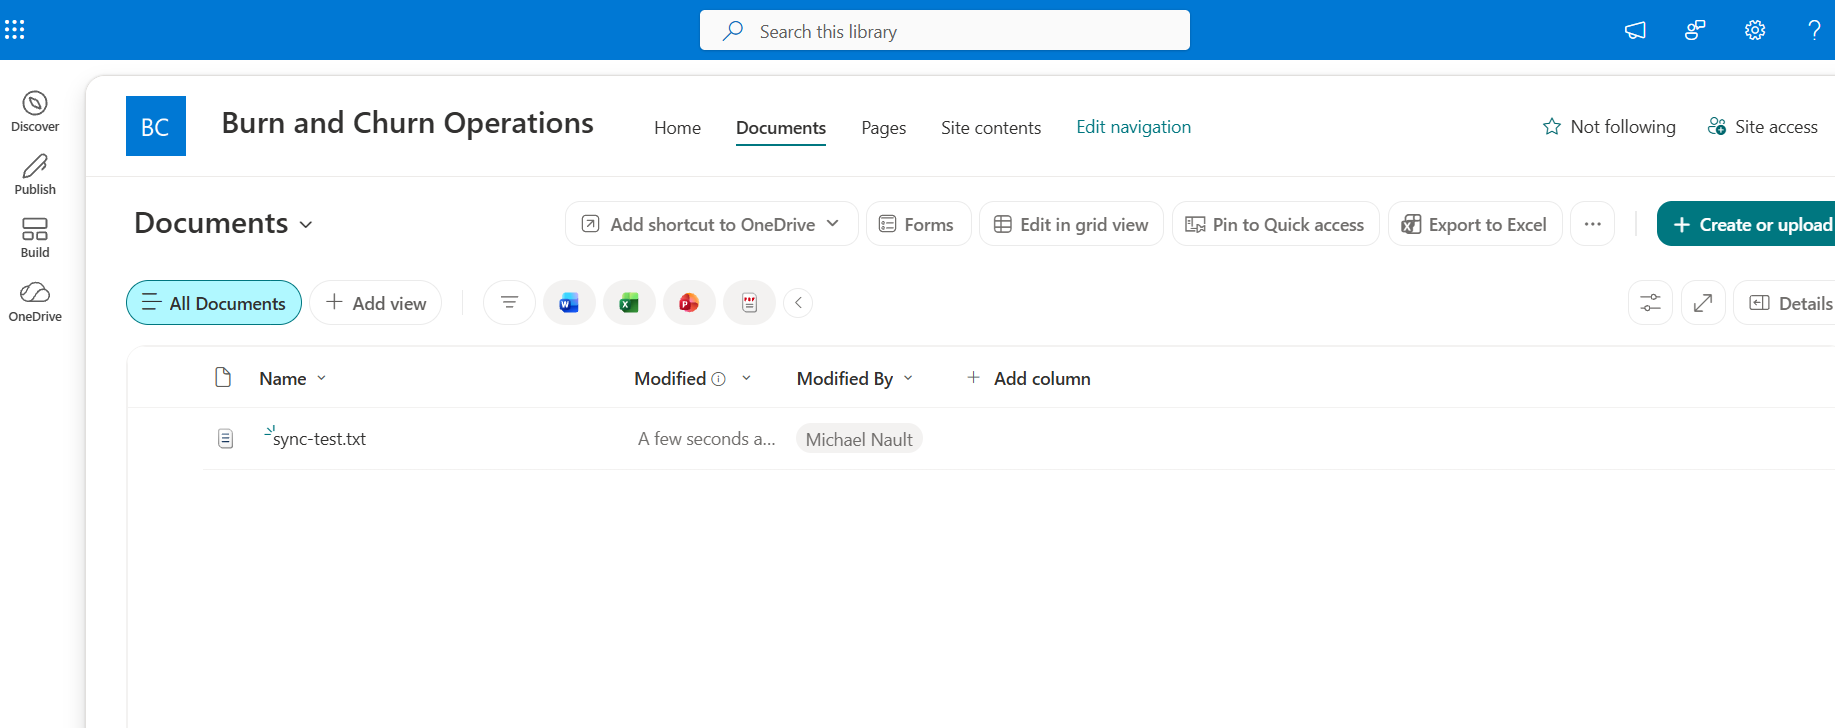 Search this library
Discover
Publish
Build
OneDrive
BC
Burn and Churn Operations
Home
Documents
Pages
Site contents
Edit navigation
Not following
Site access
Documents
Add shortcut to OneDrive
Forms
Edit in grid view
Pin to Quick access
Export to Excel
Create or upload
All Documents
Add view
Details
Name
Modified
Modified By
Add column
sync-test.txt
A few seconds a...
Michael Nault